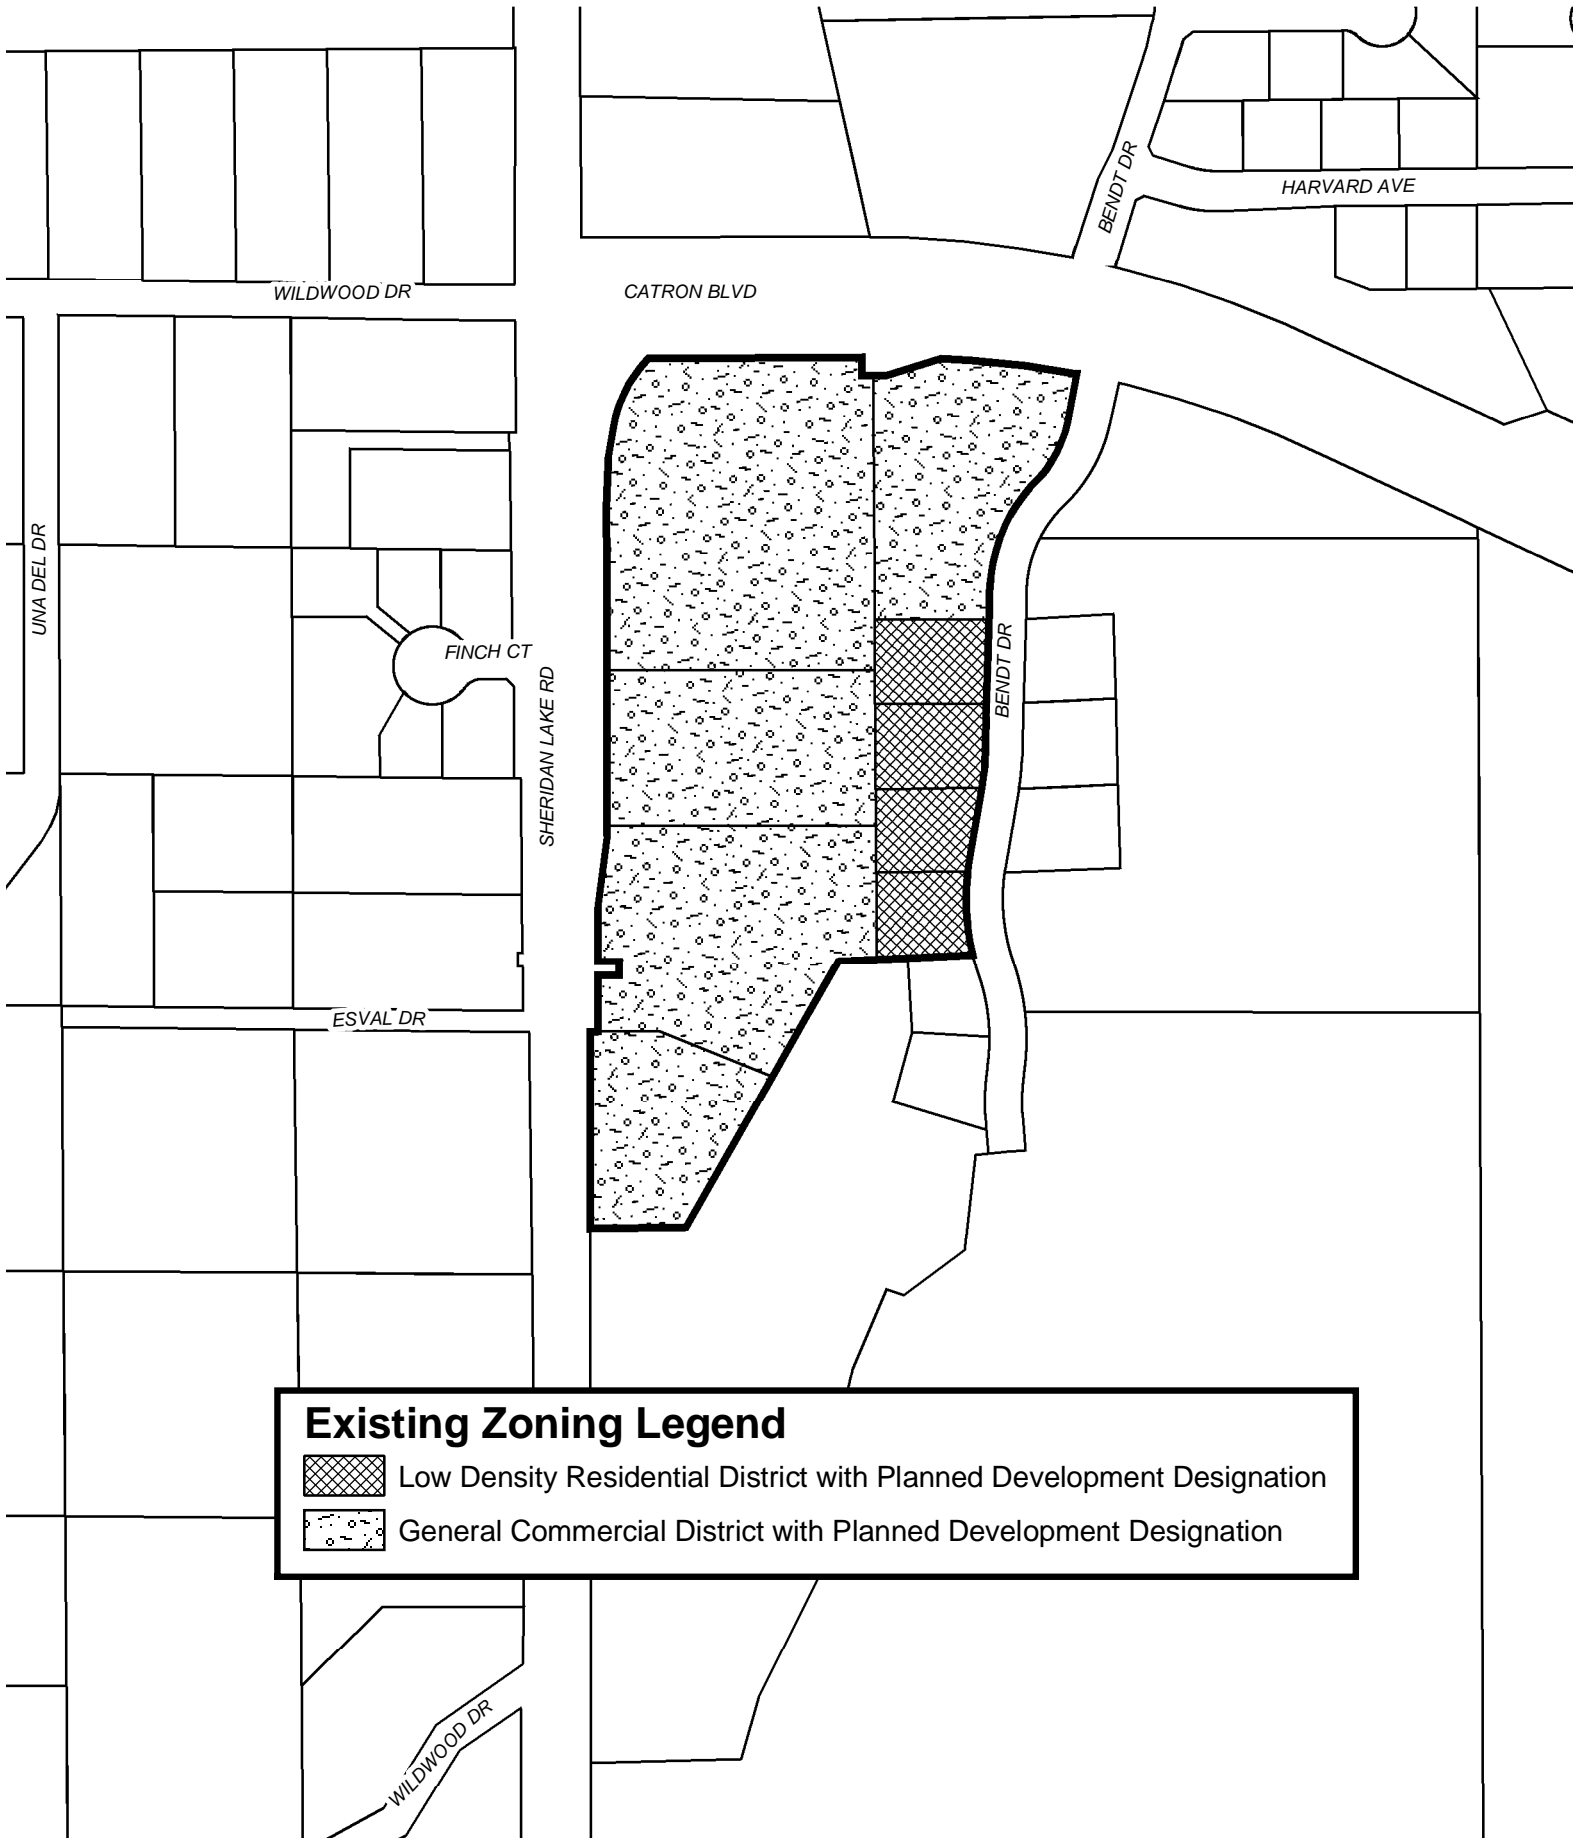 BENDT DR
HARVARD AVE
WILDWOOD DR
CATRON BLVD
UNA DEL DR
FINCH CT
BENDT DR
SHERIDAN LAKE RD
ESVAL DR
Existing Zoning Legend
Low Density Residential District with Planned Development Designation
General Commercial District with Planned Development Designation
WILDWOOD DR